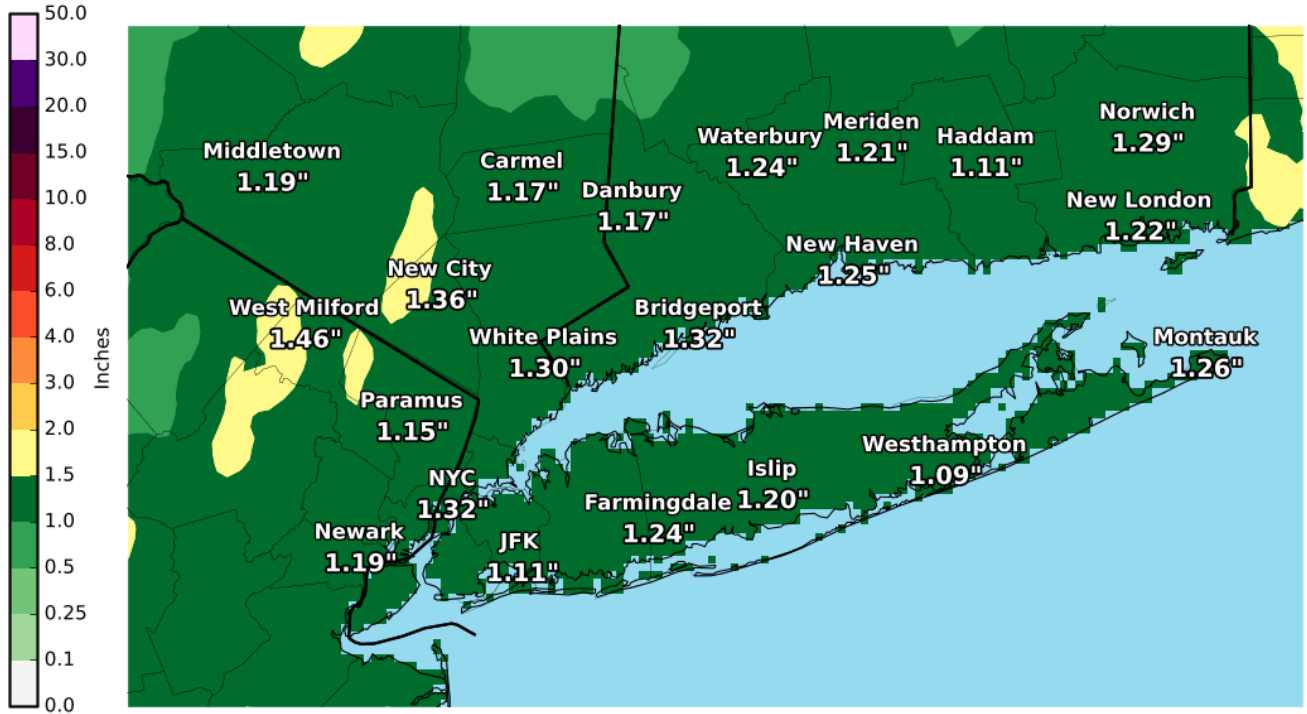 50.0
30.0
20.0
15.0
10.0
8.0
6.0
4.0
3.0
2.0
1.5
1.0
0.5
0.25
0.1
0.0
Inches
Middletown
1.19"
Carmel
1.17"
Danbury
1.17"
Waterbury
1.24"
Meriden
1.21"
Haddam
1.11"
Norwich
1.29"
New London
1.22"
New Haven
1.25"
New City
1.36"
West Milford
1.46"
White Plains
1.30"
Bridgeport
1.32"
Montauk
1.26"
Paramus
1.15"
NYC
1.32"
Newark
1.19"
JFK
1.11"
Farmingdale
1.24"
Islip
1.20"
Westhampton
1.09"